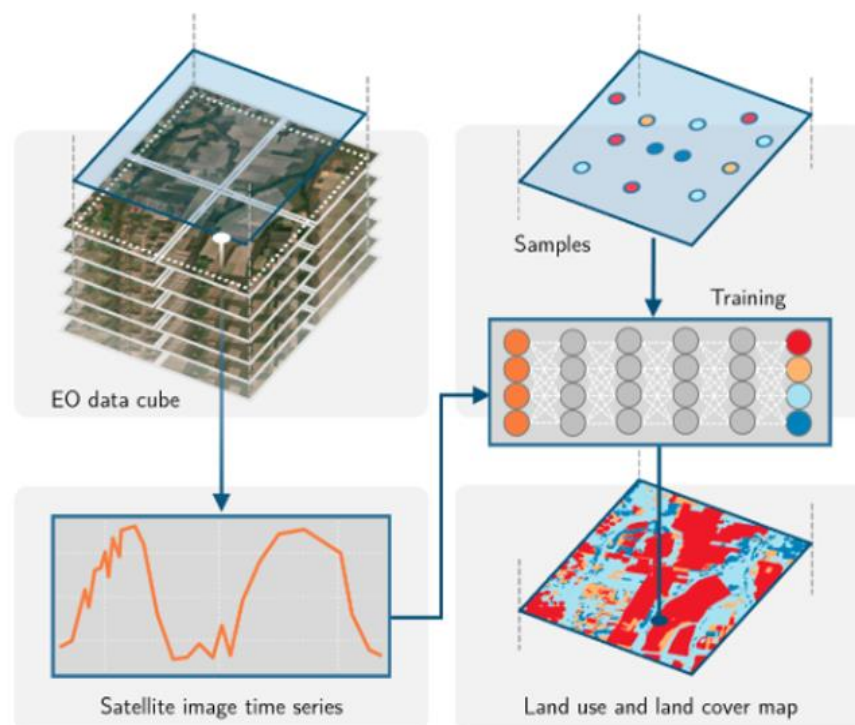 Samples
Training
EO data cube
Satellite image time series
Land use and land cover map